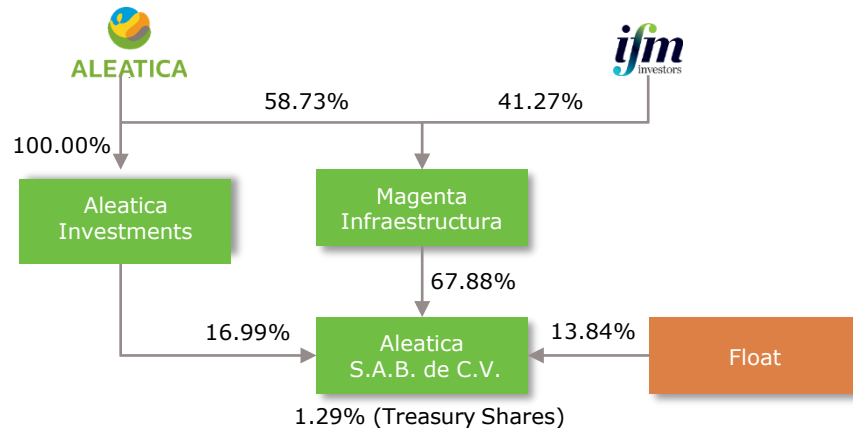 ALEATICA
ifm
investors
58.73%
41.27%
100.00%
Aleatica
Investments
Magenta
Infraestructura
67.88%
16.99%
Aleatica
S.A.B. de C.V.
13.84%
Float
1.29% (Treasury Shares)